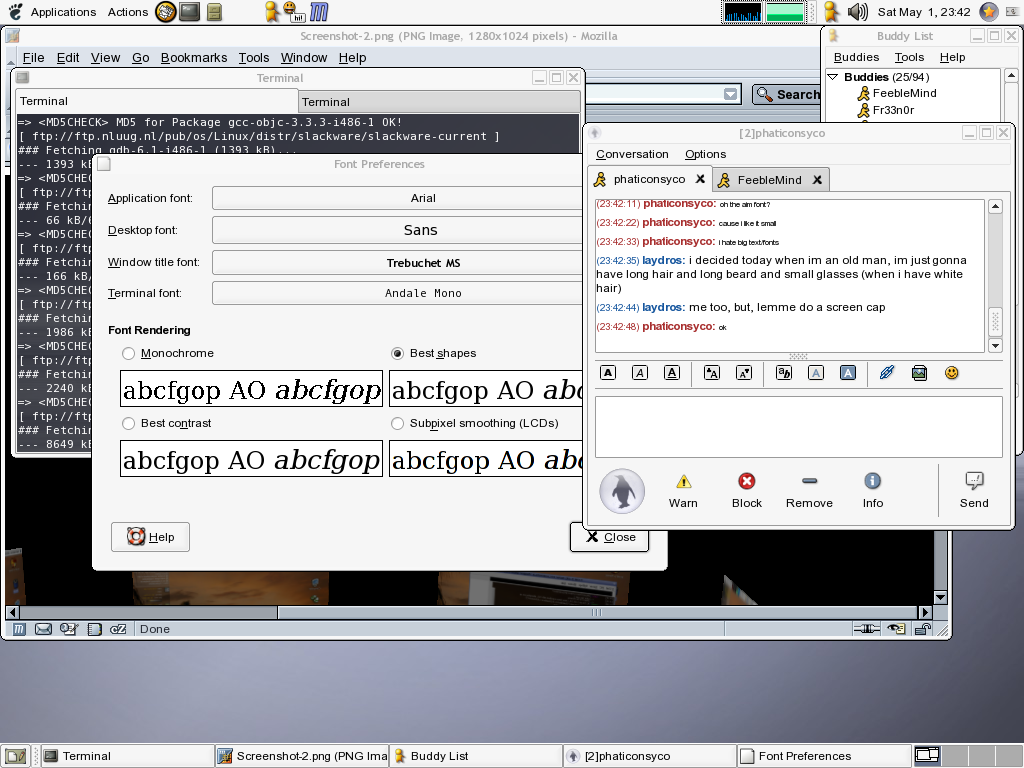 Applications Actions Sat May 1, 23:42
Screenshot-2.png (PNG Image, 1280x1024 pixels) - Mozilla
File Edit View Go Bookmarks Tools Window Help
Search
Buddy List
Buddies Tools Help
Buddies (25/94)
FeebleMind
Fr33n0r
Terminal
Terminal Terminal
=> <MD5CHECK> MD5 for Package gcc-objc-3.3.3-i486-1 OK!
[ ftp://ftp.nluug.nl/pub/os/Linux/distr/slackware/slackware-current ]
### Fetching gdb-6.1-i486-1 (1393 kB)...
--- 1393 kB
=> <MD5CHE
[ ftp://ftp
### Fetchin
--- 66 kB/
=> <MD5CHE
[ ftp://ftp
### Fetchin
--- 166 kB/
=> <MD5CHE
[ ftp://ftp
### Fetchin
--- 1986 kB
=> <MD5CHE
[ ftp://ftp
### Fetchin
--- 2240 kB
=> <MD5CHE
[ ftp://ftp
### Fetchin
--- 8649 kB
Font Preferences
Application font: Arial
Desktop font: Sans
Window title font: Trebuchet MS
Terminal font: Andale Mono
Font Rendering
Monochrome Best shapes
abcfgop AO abcfgop abcfgop AO abc
Best contrast Subpixel smoothing (LCDs)
abcfgop AO abcfgop abcfgop AO abc
Help Close
[2]phaticonsyco
Conversation Options
phaticonsyco FeebleMind
(23:42:11) phaticonsyco: oh the aim font?
(23:42:22) phaticonsyco: cause i like it small
(23:42:33) phaticonsyco: i hate big text/fonts
(23:42:35) laydros: i decided today when im an old man, im just gonna
have long hair and long beard and small glasses (when i have white
hair)
(23:42:44) laydros: me too, but, lemme do a screen cap
(23:42:48) phaticonsyco: ok
Warn Block Remove Info Send
Done
Terminal Screenshot-2.png (PNG Ima Buddy List [2]phaticonsyco Font Preferences